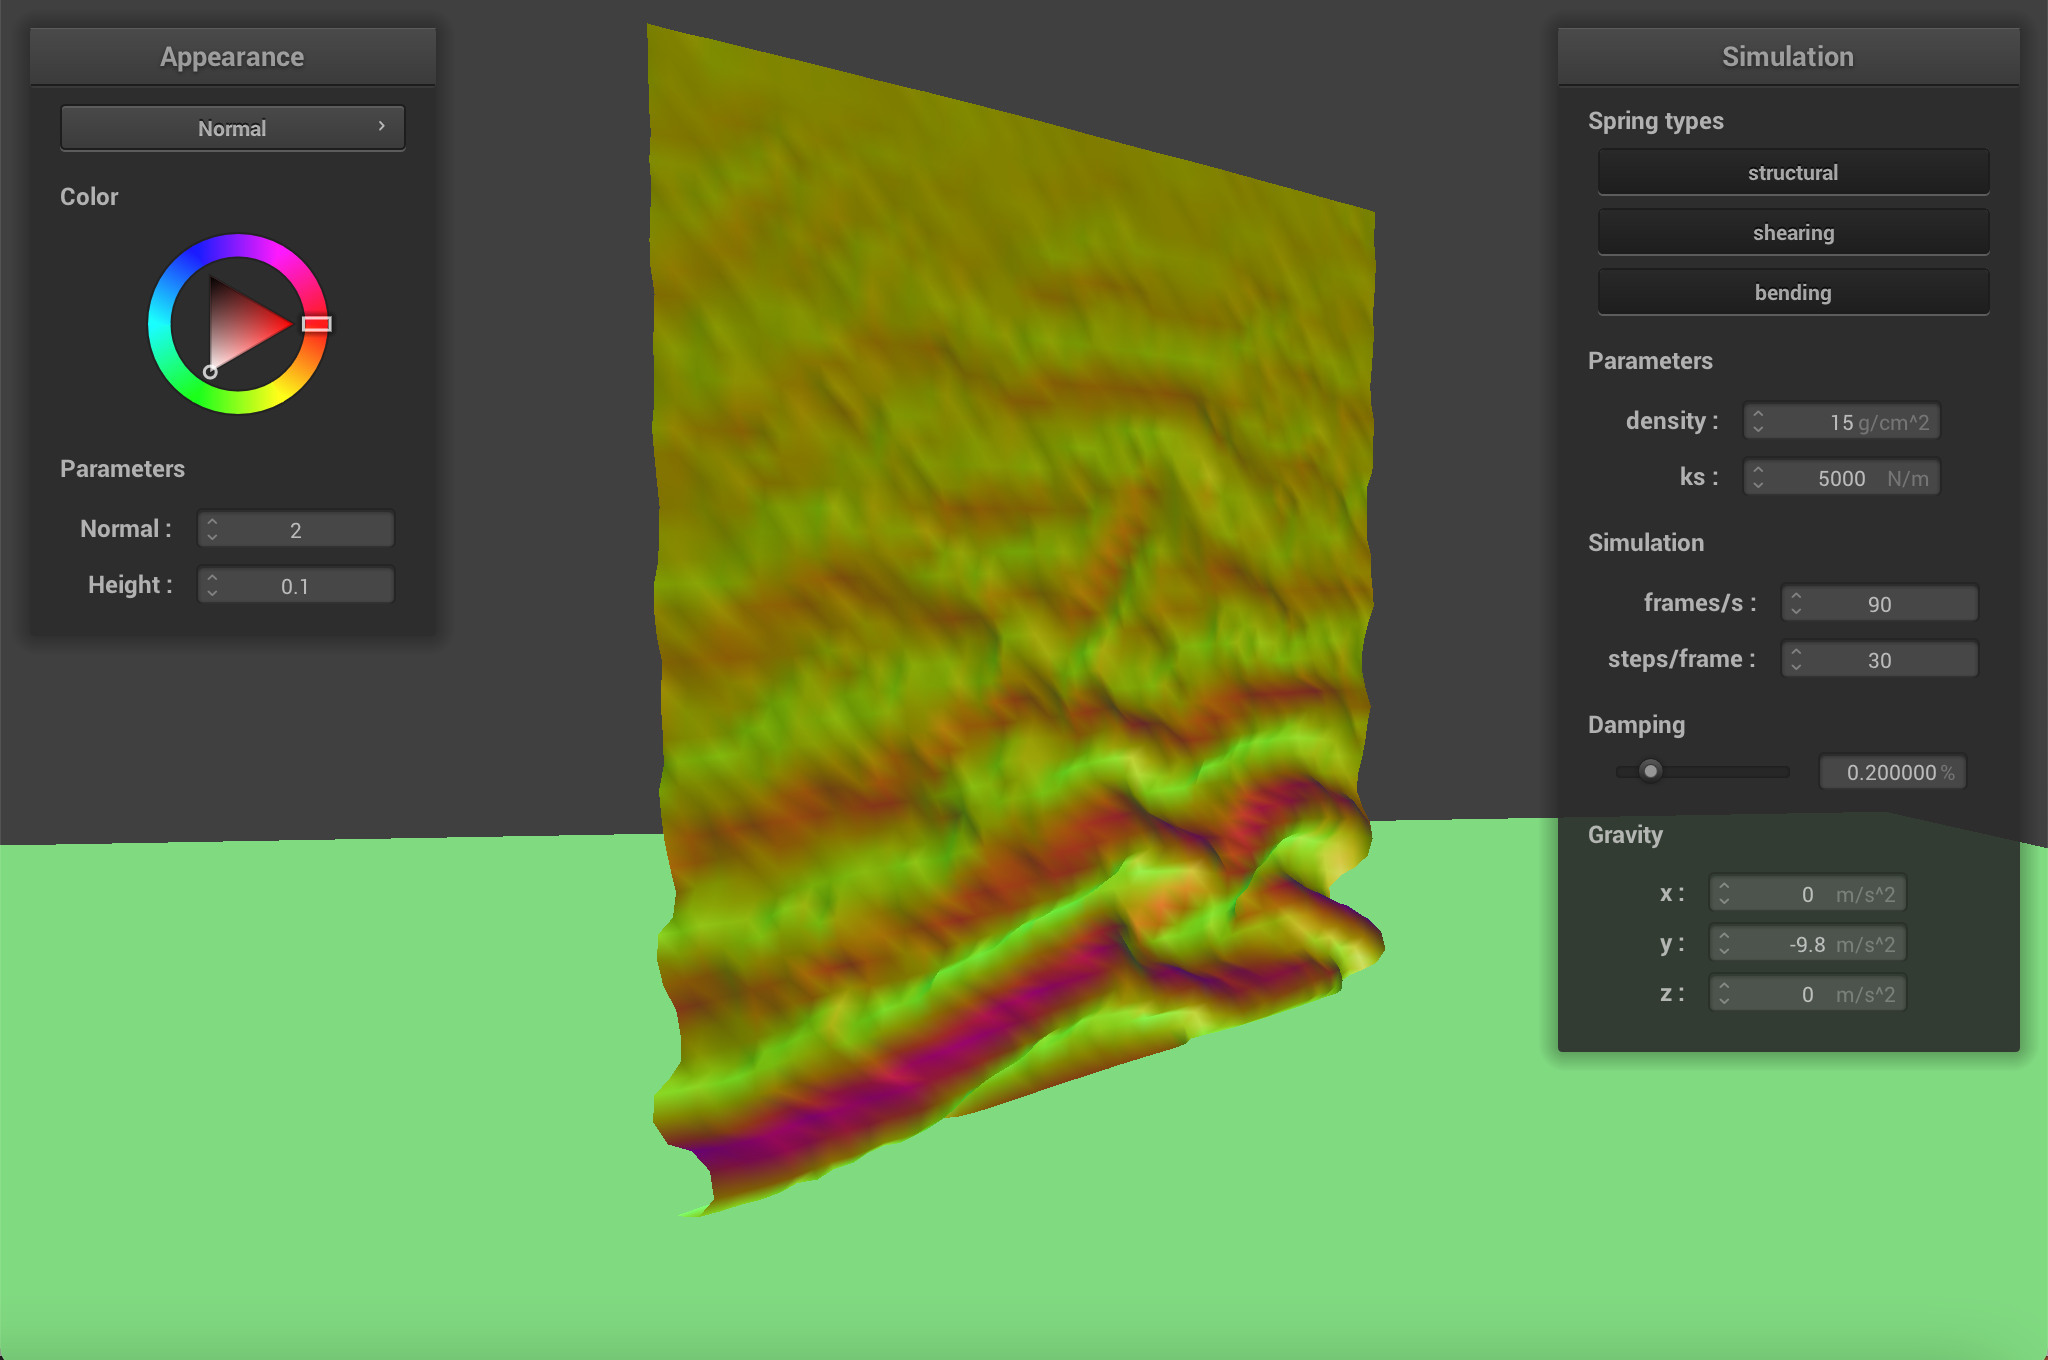 Appearance
Normal
Color
Parameters
Normal : 2
Height : 0.1
Simulation
Spring types
structural
shearing
bending
Parameters
density : 15 g/cm^2
ks : 5000 N/m
Simulation
frames/s : 90
steps/frame : 30
Damping
0.200000 %
Gravity
x : 0 m/s^2
y : -9.8 m/s^2
z : 0 m/s^2